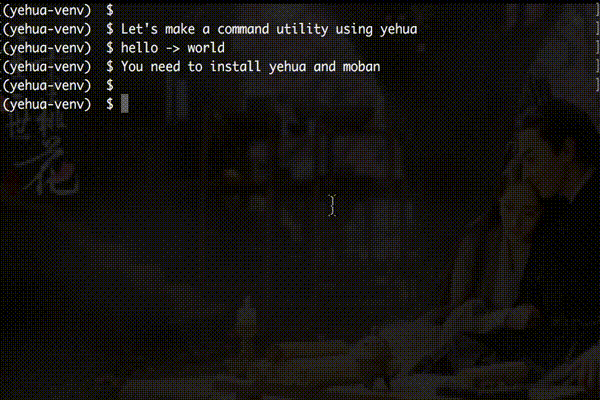 (yehua-venv)  $
(yehua-venv)  $ Let's make a command utility using yehua
(yehua-venv)  $ hello -> world
(yehua-venv)  $ You need to install yehua and moban
(yehua-venv)  $
(yehua-venv)  $